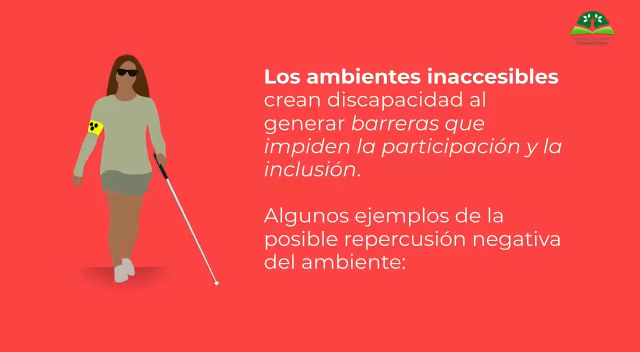 Los ambientes inaccesibles
crean discapacidad al
generar barreras que
impiden la participación y la
inclusión.
Algunos ejemplos de la
posible repercusión negativa
del ambiente: